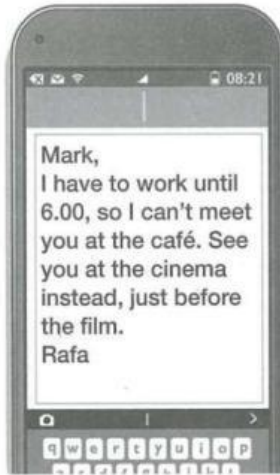 08:21
Mark,
I have to work until
6.00, so I can't meet
you at the café. See
you at the cinema
instead, just before
the film.
Rafa
q w e r t y u i o p